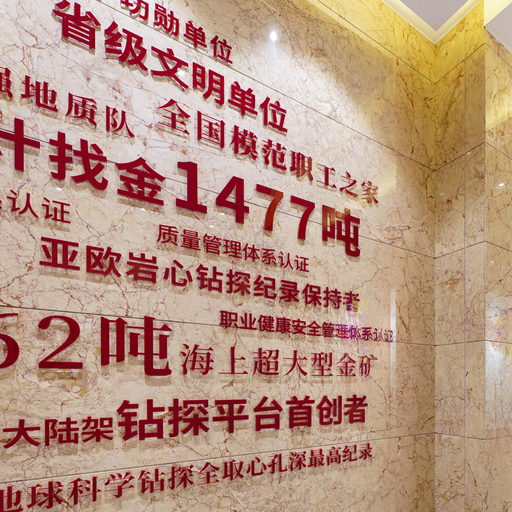 功勋单位
省级文明单位
强地质队 全国模范职工之家
计找金1477吨
认证
质量管理体系认证
亚欧岩心钻探纪录保持者
职业健康安全管理体系认证
62吨 海上超大型金矿
大陆架钻探平台首创者
地球科学钻探全取心孔深最高纪录